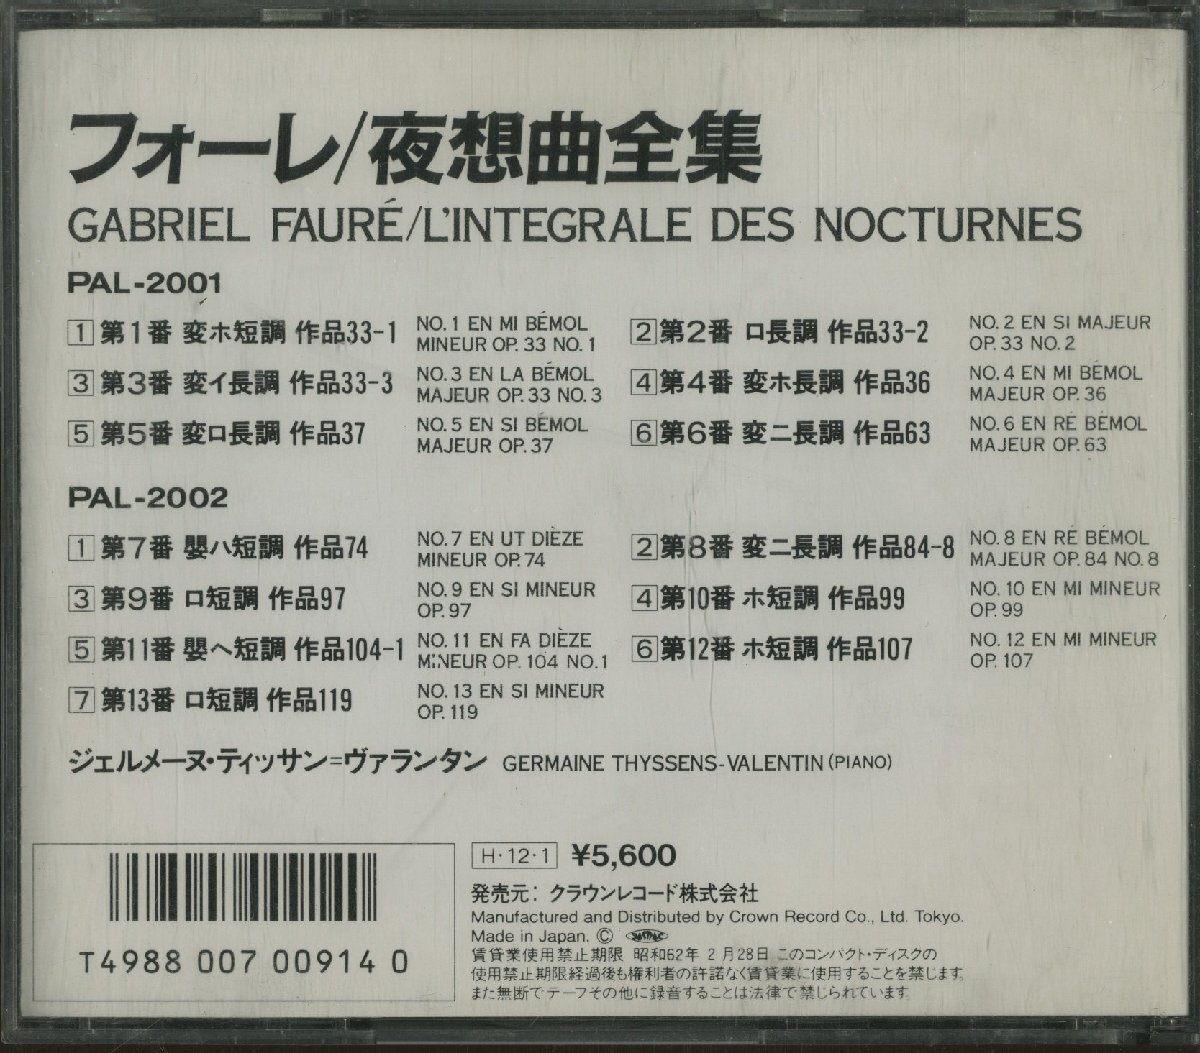 フォーレ/夜想曲全集
GABRIEL FAURÉ/L'INTEGRALE DES NOCTURNES
PAL-2001
1 第1番 変ホ短調 作品33-1 NO. 1 EN MI BÉMOL MINEUR OP. 33 NO. 1
2 第2番 ロ長調 作品33-2 NO. 2 EN SI MAJEUR OP. 33 NO. 2
3 第3番 変イ長調 作品33-3 NO. 3 EN LA BÉMOL MAJEUR OP. 33 NO. 3
4 第4番 変ホ長調 作品36 NO. 4 EN MI BÉMOL MAJEUR OP. 36
5 第5番 変ロ長調 作品37 NO. 5 EN SI BÉMOL MAJEUR OP. 37
6 第6番 変ニ長調 作品63 NO. 6 EN RÉ BÉMOL MAJEUR OP. 63
PAL-2002
1 第7番 嬰ハ短調 作品74 NO. 7 EN UT DIÈZE MINEUR OP. 74
2 第8番 変ニ長調 作品84-8 NO. 8 EN RÉ BÉMOL MAJEUR OP. 84 NO. 8
3 第9番 ロ短調 作品97 NO. 9 EN SI MINEUR OP. 97
4 第10番 ホ短調 作品99 NO. 10 EN MI MINEUR OP. 99
5 第11番 嬰ヘ短調 作品104-1 NO. 11 EN FA DIÈZE MINEUR OP. 104 NO. 1
6 第12番 ホ短調 作品107 NO. 12 EN MI MINEUR OP. 107
7 第13番 ロ短調 作品119 NO. 13 EN SI MINEUR OP. 119
ジェルメーヌ・ティッサン=ヴァランタン GERMAINE THYSSENS-VALENTIN (PIANO)
H・12・1 ¥5,600
発売元: クラウンレコード株式会社
Manufactured and Distributed by Crown Record Co., Ltd. Tokyo.
Made in Japan. Ⓒ JASRAC
賃貸業使用禁止期限 昭和62年 2月28日 このコンパクト・ディスクの
使用禁止期限経過後も権利者の許諾なく賃貸業に使用することを禁じます。
また無断でテープその他に録音することは法律で禁じられています。
T4988 007 00914 0